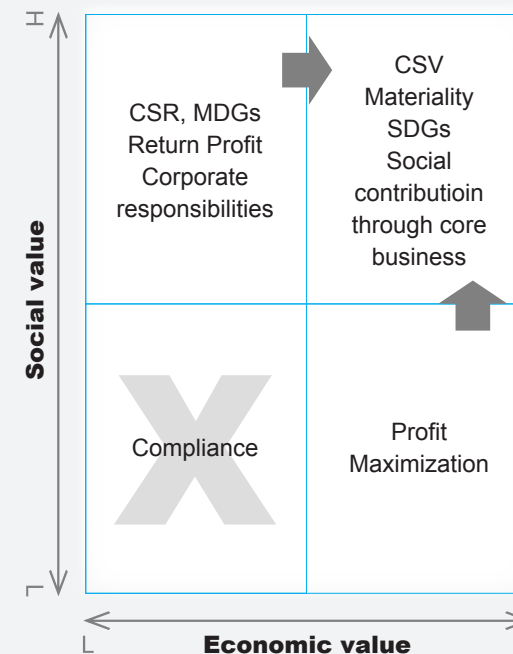 H
CSR, MDGs
Return Profit
Corporate
responsibilities
CSV
Materiality
SDGs
Social
contributioin
through core
business
Social value
X
Compliance
Profit
Maximization
L
L
Economic value